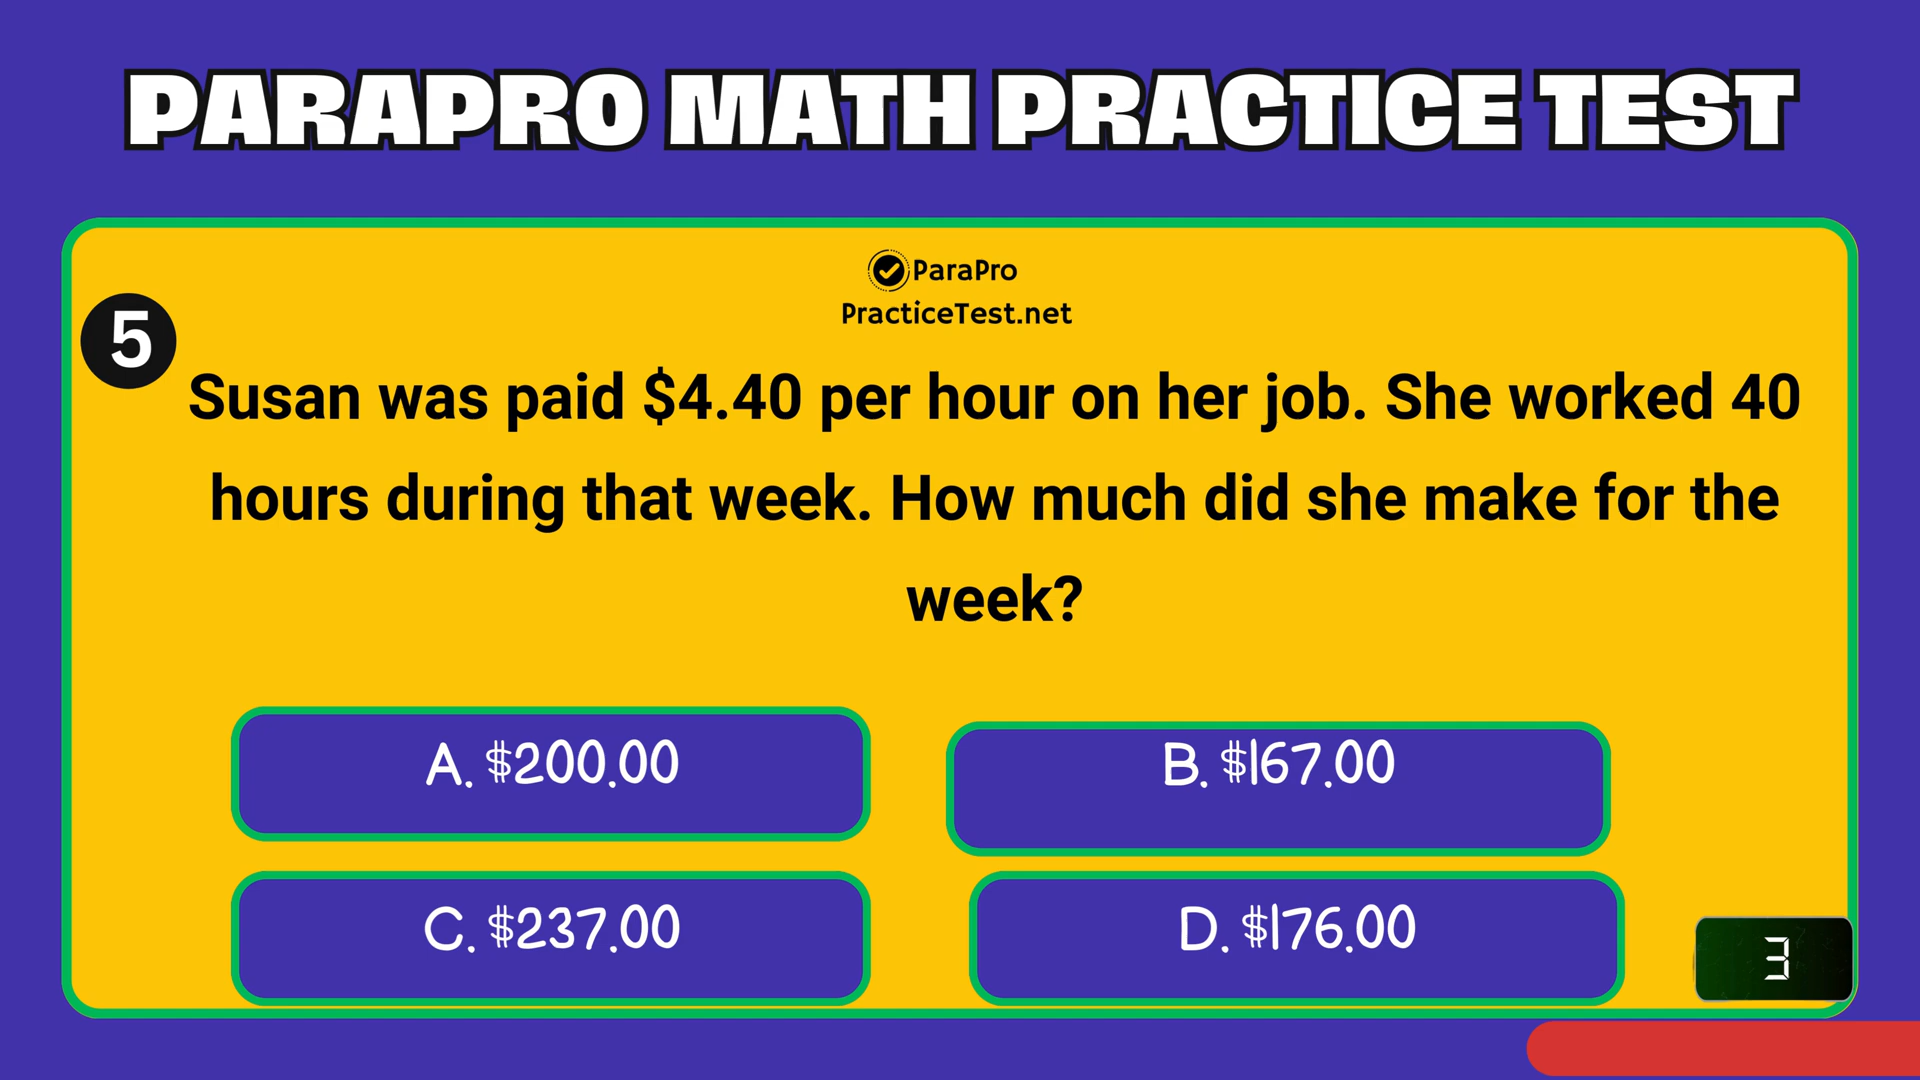 PARAPRO MATH PRACTICE TEST
ParaPro
PracticeTest.net
5
Susan was paid $4.40 per hour on her job. She worked 40
hours during that week. How much did she make for the
week?
A. $200.00
B. $167.00
C. $237.00
D. $176.00
3